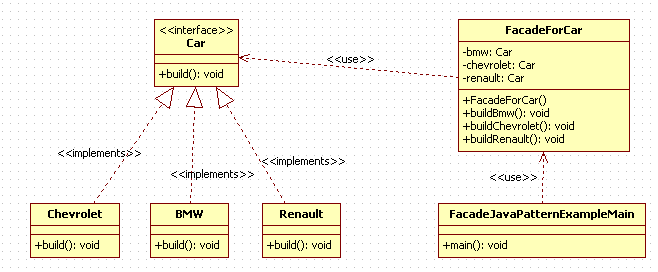 <<interface>>
Car
+build(): void
FacadeForCar
-bmw: Car
-chevrolet: Car
-renault: Car
+FacadeForCar()
+buildBmw(): void
+buildChevrolet(): void
+buildRenault(): void
<<use>>
<<implements>>
<<implements>>
<<implements>>
<<use>>
Chevrolet
+build(): void
BMW
+build(): void
Renault
+build(): void
FacadeJavaPatternExampleMain
+main(): void